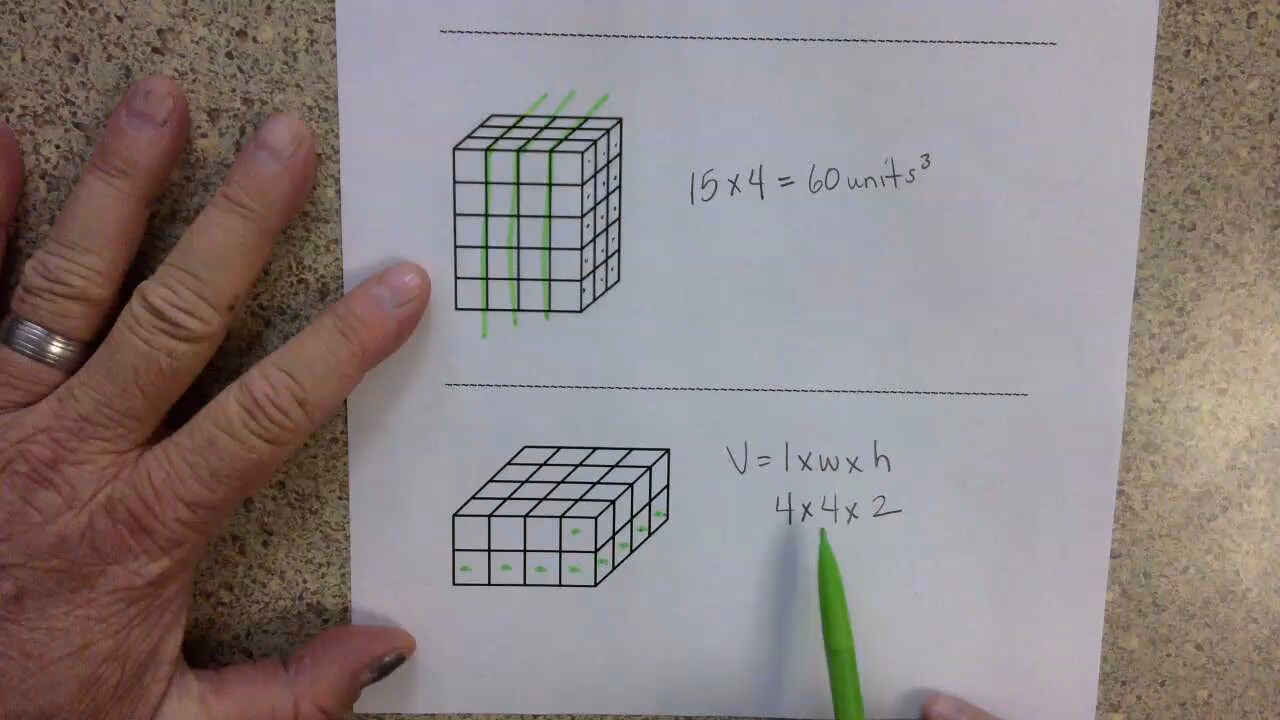 15 x 4 = 60 units³
V = l x w x h
4 x 4 x 2